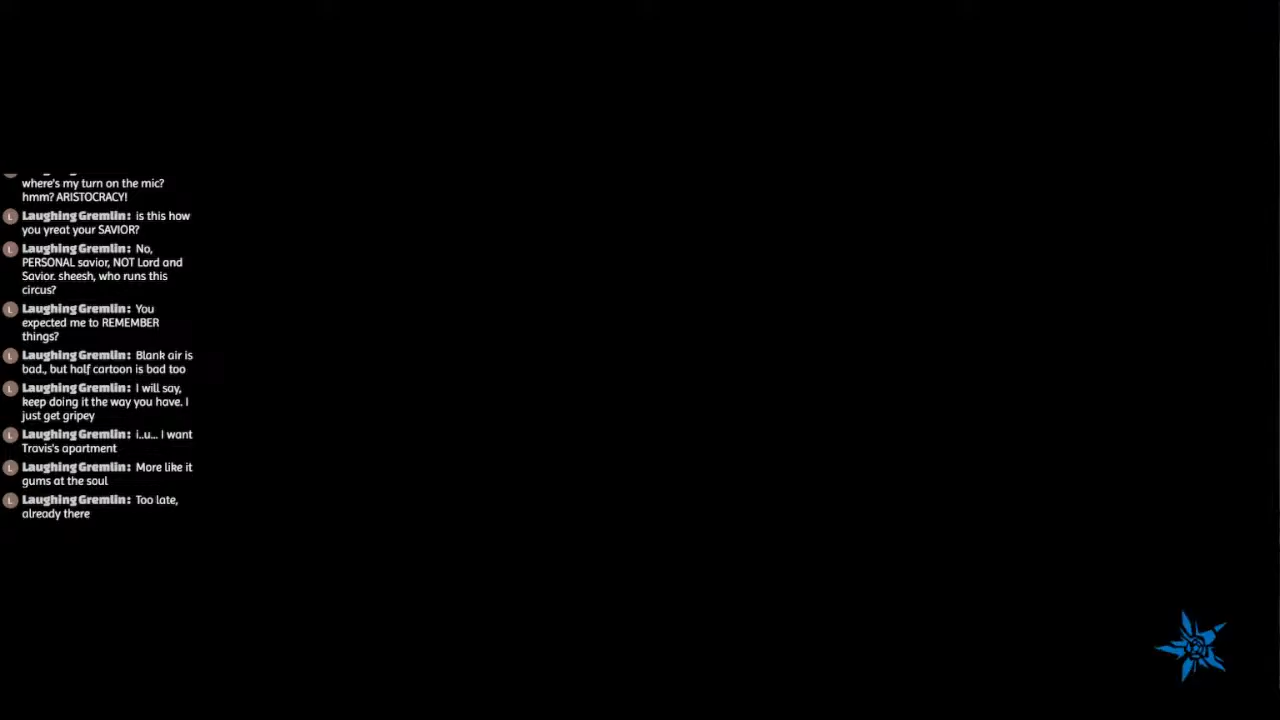 where's my turn on the mic?
hmm? ARISTOCRACY!
Laughing Gremlin: is this how
you yreat your SAVIOR?
Laughing Gremlin: No,
PERSONAL savior, NOT Lord and
Savior. sheesh, who runs this
circus?
Laughing Gremlin: You
expected me to REMEMBER
things?
Laughing Gremlin: Blank air is
bad., but half cartoon is bad too
Laughing Gremlin: I will say,
keep doing it the way you have. I
just get gripey
Laughing Gremlin: i..u... I want
Travis's apartment
Laughing Gremlin: More like it
gums at the soul
Laughing Gremlin: Too late,
already there